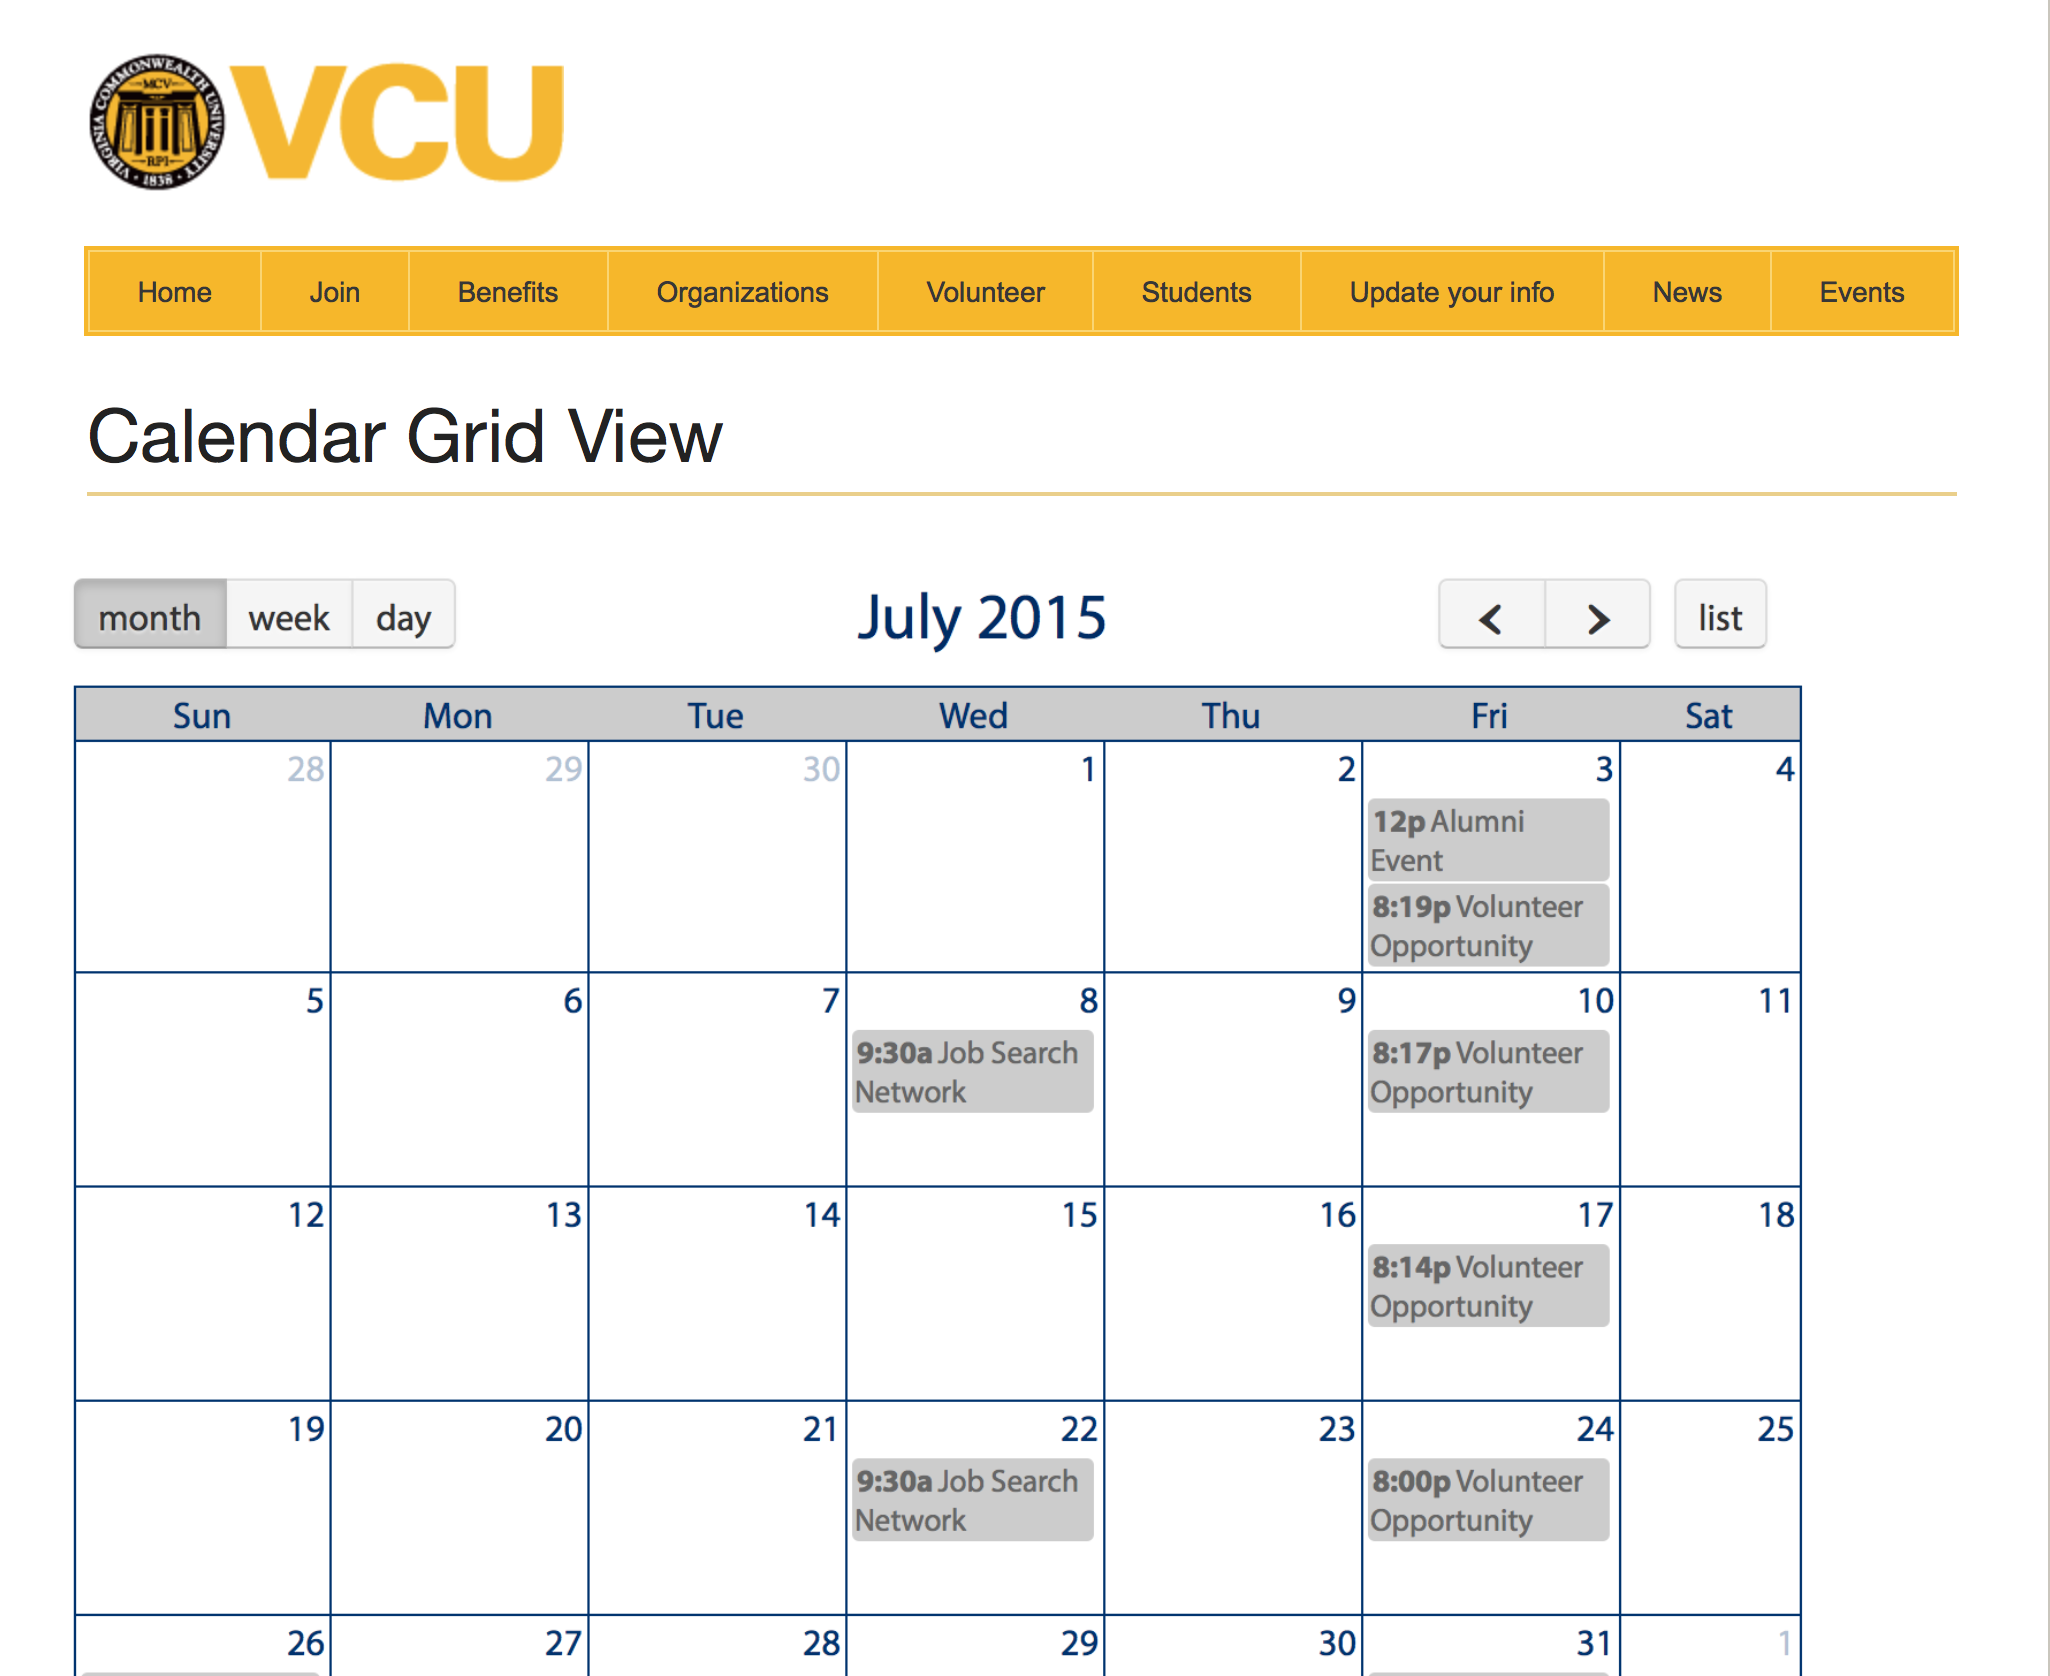 VIRGINIA COMMONWEALTH UNIVERSITY
MCV
RPI
1838
VCU
Home Join Benefits Organizations Volunteer Students Update your info News Events
Calendar Grid View
month week day July 2015 < > list
Sun Mon Tue Wed Thu Fri Sat
28 29 30 1 2 3 4
12p Alumni
Event
8:19p Volunteer
Opportunity
5 6 7 8 9 10 11
9:30a Job Search
Network
8:17p Volunteer
Opportunity
12 13 14 15 16 17 18
8:14p Volunteer
Opportunity
19 20 21 22 23 24 25
9:30a Job Search
Network
8:00p Volunteer
Opportunity
26 27 28 29 30 31 1